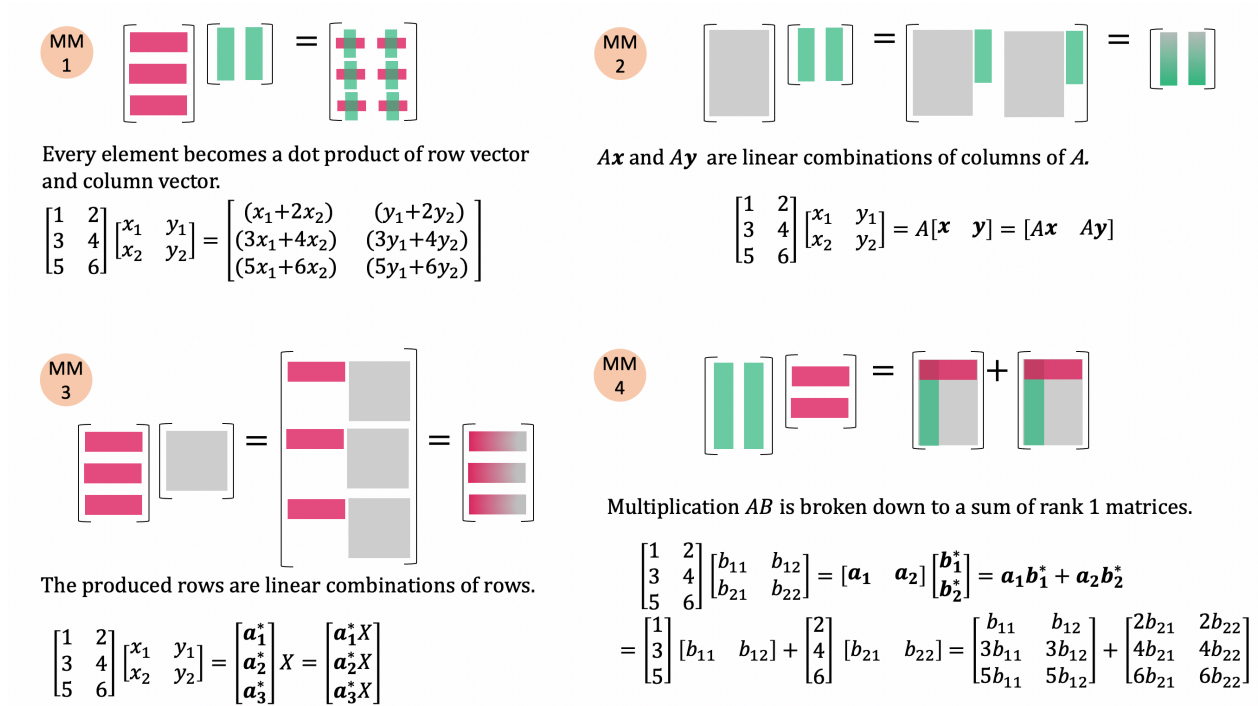 MM
1
=
Every element becomes a dot product of row vector
and column vector.
[1 2; 3 4; 5 6] [x₁ y₁; x₂ y₂] = [(x₁+2x₂) (y₁+2y₂); (3x₁+4x₂) (3y₁+4y₂); (5x₁+6x₂) (5y₁+6y₂)]
MM
2
= =
Ax and Ay are linear combinations of columns of A.
[1 2; 3 4; 5 6] [x₁ y₁; x₂ y₂] = A[x y] = [Ax Ay]
MM
3
= =
The produced rows are linear combinations of rows.
[1 2; 3 4; 5 6] [x₁ y₁; x₂ y₂] = [a₁*; a₂*; a₃*] X = [a₁*X; a₂*X; a₃*X]
MM
4
= +
Multiplication AB is broken down to a sum of rank 1 matrices.
[1 2; 3 4; 5 6] [b₁₁ b₁₂; b₂₁ b₂₂] = [a₁ a₂] [b₁*; b₂*] = a₁b₁* + a₂b₂*
= [1; 3; 5] [b₁₁ b₁₂] + [2; 4; 6] [b₂₁ b₂₂] = [b₁₁ b₁₂; 3b₁₁ 3b₁₂; 5b₁₁ 5b₁₂] + [2b₂₁ 2b₂₂; 4b₂₁ 4b₂₂; 6b₂₁ 6b₂₂]